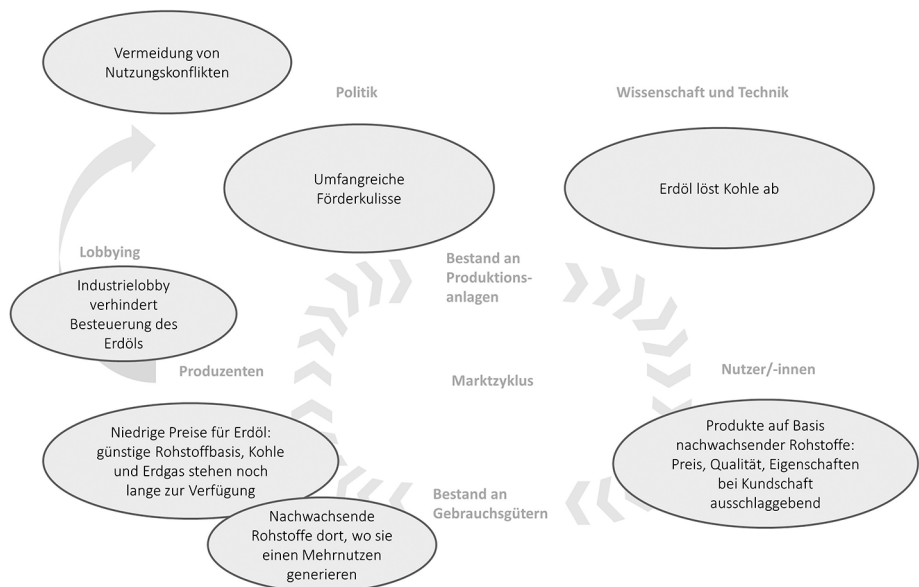 Vermeidung von
Nutzungskonflikten
Politik
Wissenschaft und Technik
Umfangreiche
Förderkulisse
Erdöl löst Kohle ab
Lobbying
Industrielobby
verhindert
Besteuerung des
Erdöls
Bestand an
Produktions-
anlagen
Produzenten
Marktzyklus
Nutzer/-innen
Niedrige Preise für Erdöl:
günstige Rohstoffbasis, Kohle
und Erdgas stehen noch
lange zur Verfügung
Produkte auf Basis
nachwachsender Rohstoffe:
Preis, Qualität, Eigenschaften
bei Kundschaft
ausschlaggebend
Bestand an
Gebrauchsgütern
Nachwachsende
Rohstoffe dort, wo sie
einen Mehrnutzen
generieren